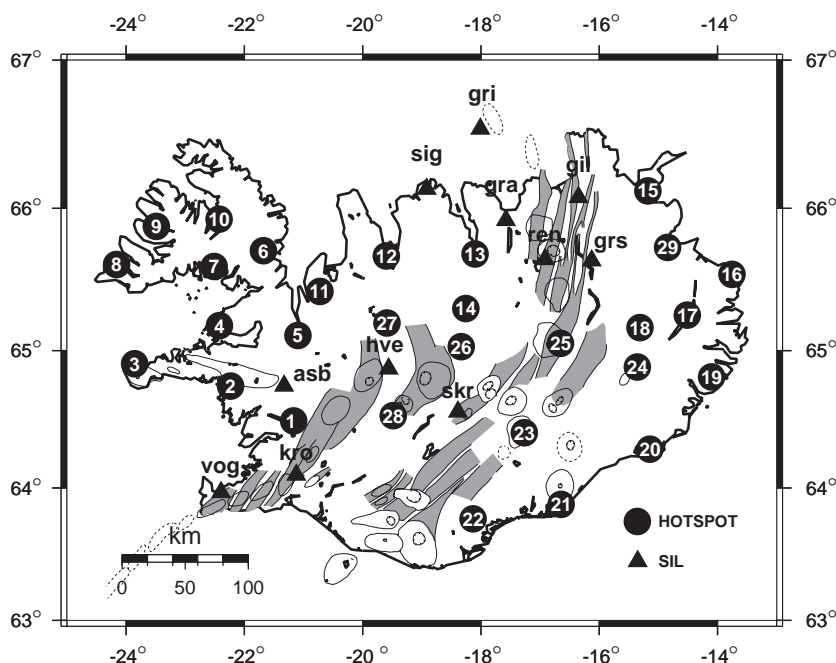 -24° -22° -20° -18° -16° -14°
67° 67°
gri
sig
gil
gra
15
66° 66°
10
9
ren
grs
29
6
12 13
8 7
16
11
14
17
27
4
18
5
hve
26
25
65° 65°
3
24
asb
19
2
skr
28
1
23
kro
20
vog
64° 64°
21
22
HOTSPOT
km
SIL
0 50 100
63° 63°
-24° -22° -20° -18° -16° -14°